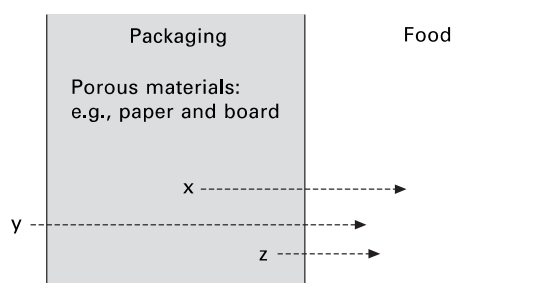 Packaging
Food
Porous materials:
e.g., paper and board
x
y
z